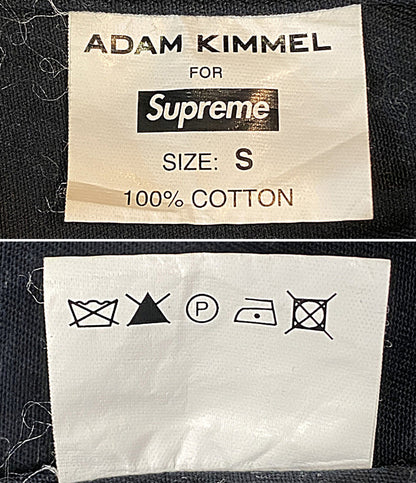 ADAM KIMMEL
FOR
Supreme
SIZE: S
100% COTTON
P